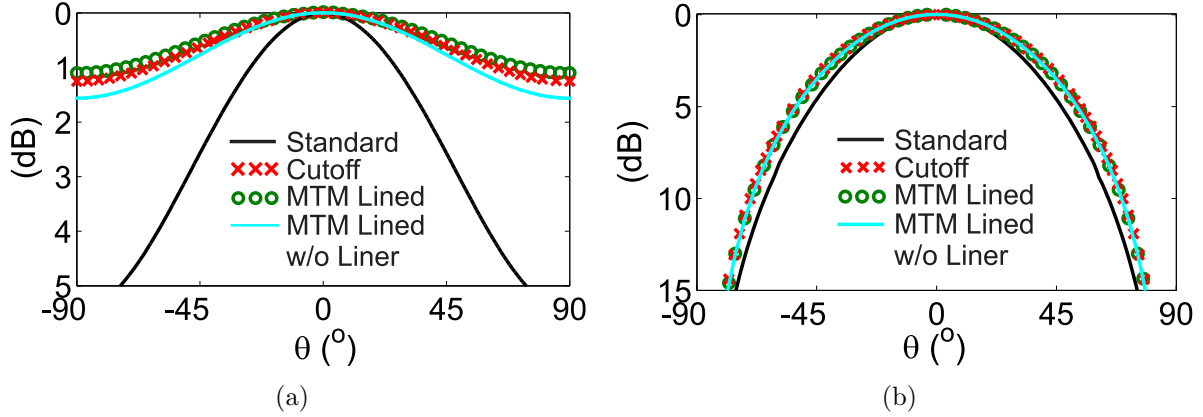 0
1
2
3
4
5
(dB)
Standard
Cutoff
MTM Lined
MTM Lined
w/o Liner
-90
-45
0
45
90
θ (o)
(a)
0
5
10
15
(dB)
Standard
Cutoff
MTM Lined
MTM Lined
w/o Liner
-90
-45
0
45
90
θ (o)
(b)